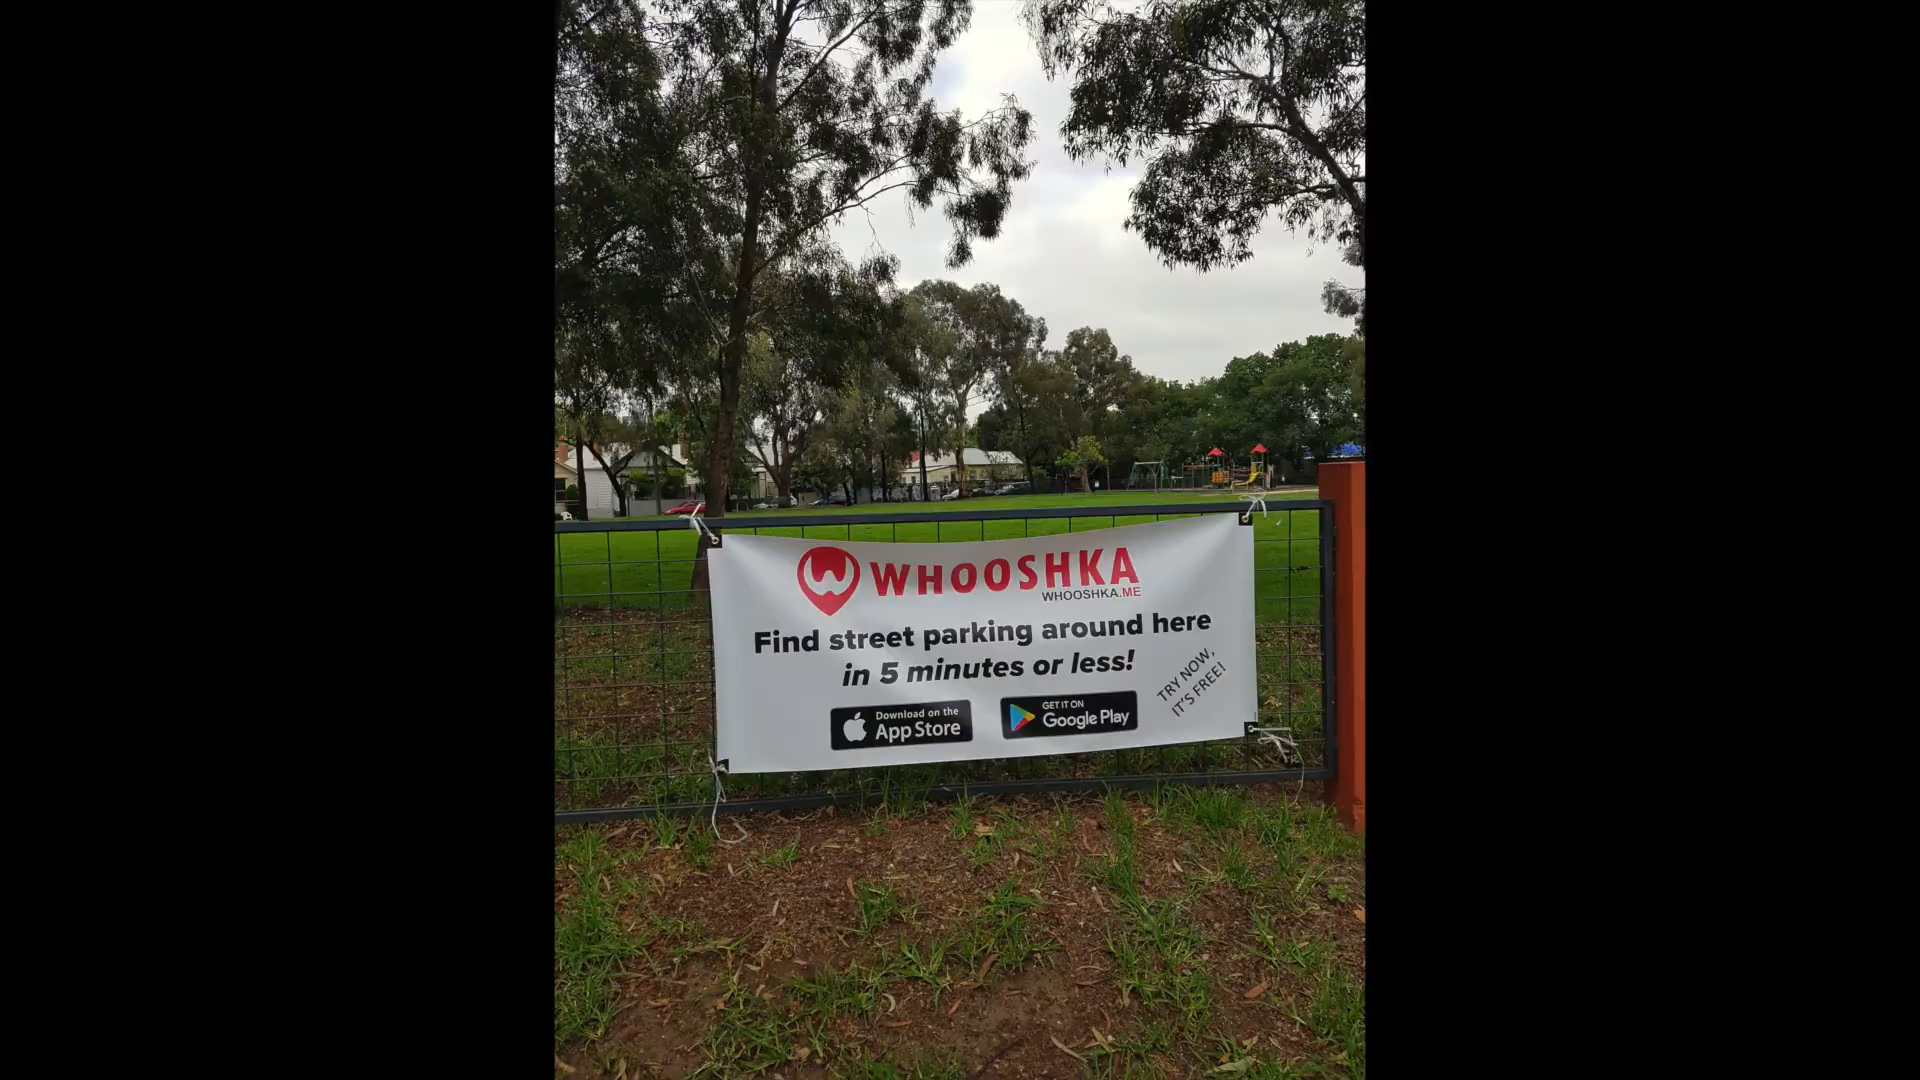 WHOOSHKA
WHOOSHKA.ME
Find street parking around here
in 5 minutes or less!
TRY NOW,
IT'S FREE!
Download on the
App Store
GET IT ON
Google Play